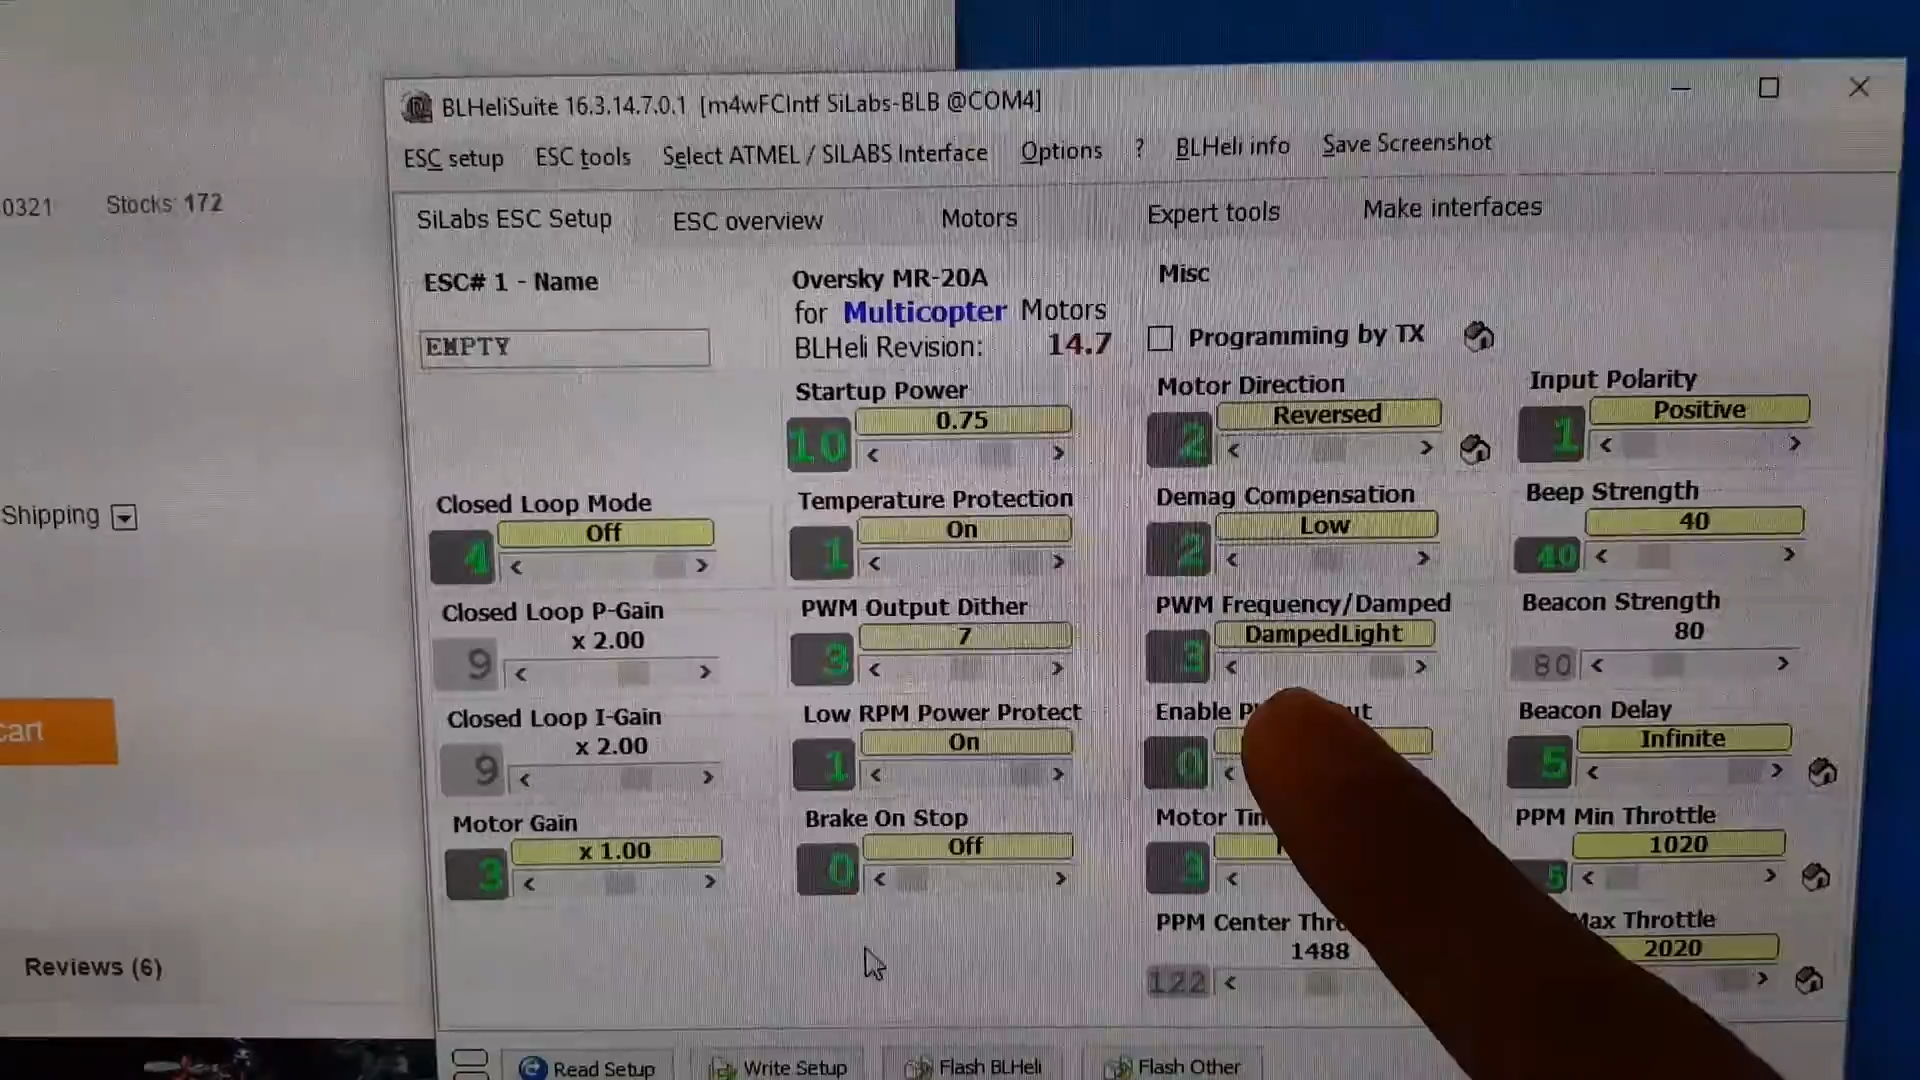 BLHeliSuite 16.3.14.7.0.1 [m4wFCIntf SiLabs-BLB @COM4]
ESC setup ESC tools Select ATMEL / SILABS Interface Options ? BLHeli info Save Screenshot
SiLabs ESC Setup ESC overview Motors Expert tools Make interfaces
0321 Stocks: 172
Shipping
Reviews (6)
ESC# 1 - Name
EMPTY
Oversky MR-20A
for Multicopter Motors
BLHeli Revision: 14.7
Misc
Programming by TX
Closed Loop Mode
Off
4
Closed Loop P-Gain
x 2.00
9
Closed Loop I-Gain
x 2.00
9
Motor Gain
x 1.00
3
Startup Power
0.75
10
Temperature Protection
On
1
PWM Output Dither
7
3
Low RPM Power Protect
On
1
Brake On Stop
Off
0
Motor Direction
Reversed
2
Demag Compensation
Low
2
PWM Frequency/Damped
DampedLight
3
Enable
0
Motor
3
PPM Center
1488
122
Input Polarity
Positive
1
Beep Strength
40
40
Beacon Strength
80
80
Beacon Delay
Infinite
5
PPM Min Throttle
1020
5
Max Throttle
2020
Read Setup Write Setup Flash BLHeli Flash Other